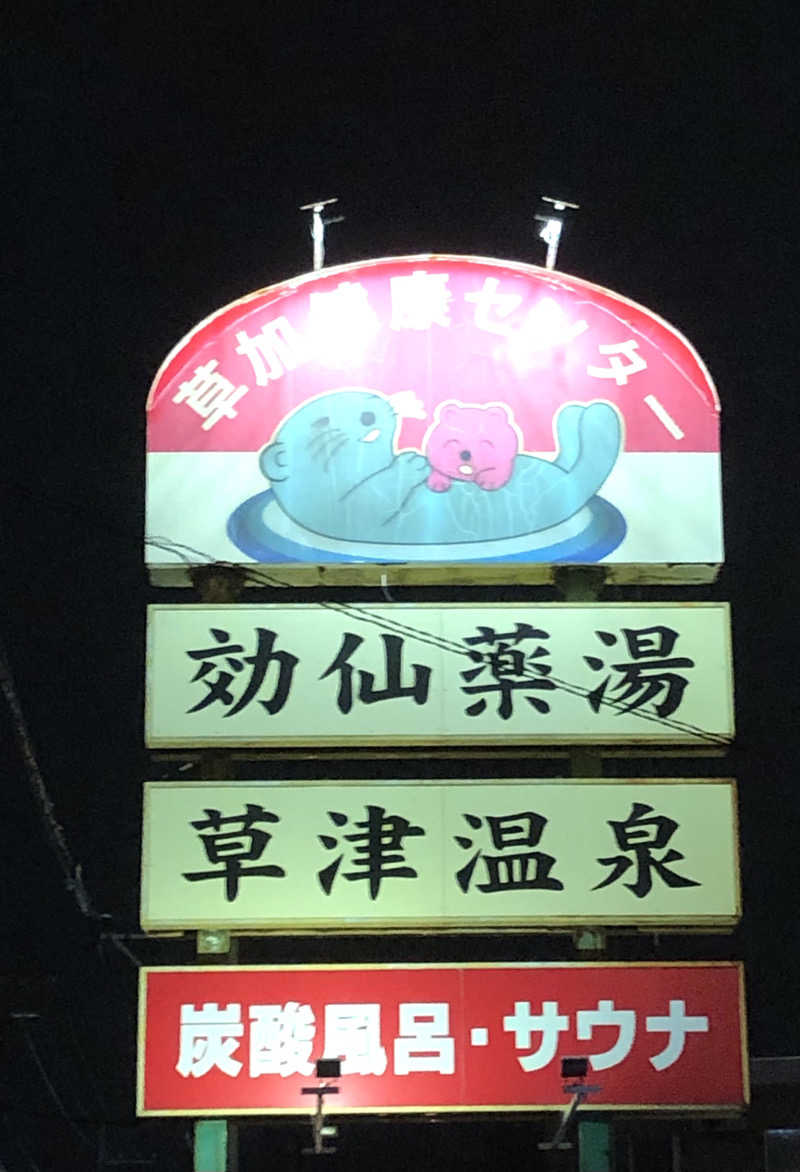 草加健康センター
効仙薬湯
草津温泉
炭酸風呂・サウナ